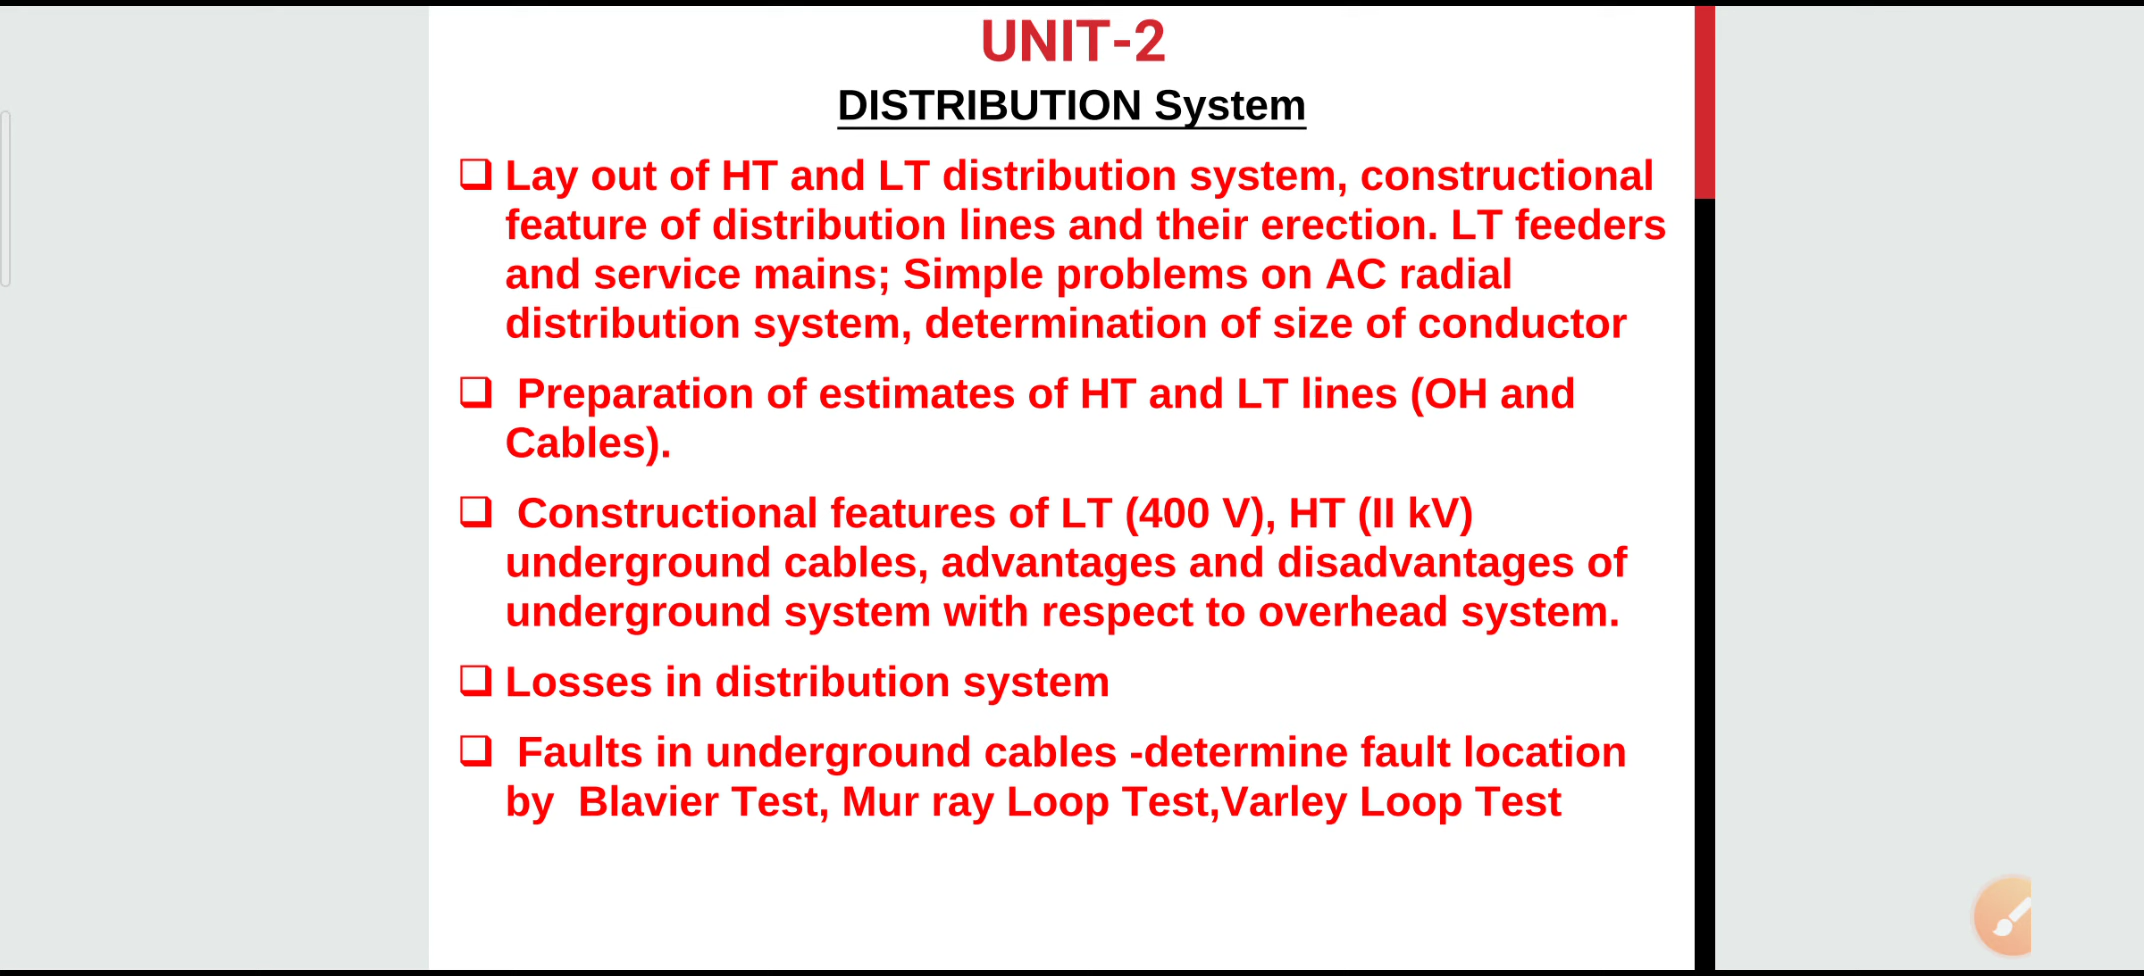 UNIT-2
DISTRIBUTION System
❑ Lay out of HT and LT distribution system, constructional
feature of distribution lines and their erection. LT feeders
and service mains; Simple problems on AC radial
distribution system, determination of size of conductor
❑ Preparation of estimates of HT and LT lines (OH and
Cables).
❑ Constructional features of LT (400 V), HT (II kV)
underground cables, advantages and disadvantages of
underground system with respect to overhead system.
❑ Losses in distribution system
❑ Faults in underground cables -determine fault location
by Blavier Test, Mur ray Loop Test,Varley Loop Test